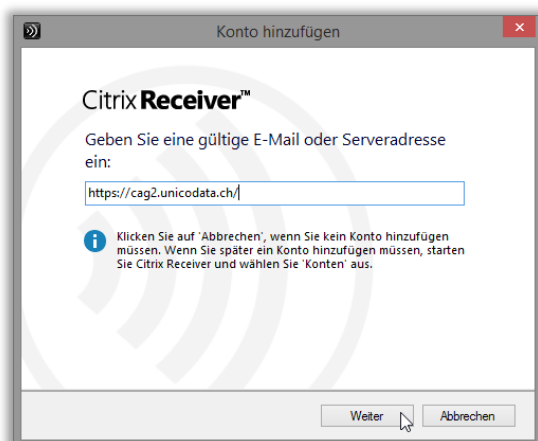 Konto hinzufügen
Citrix Receiver™
Geben Sie eine gültige E-Mail oder Serveradresse
ein:
https://cag2.unicodata.ch/
Klicken Sie auf 'Abbrechen', wenn Sie kein Konto hinzufügen
müssen. Wenn Sie später ein Konto hinzufügen müssen, starten
Sie Citrix Receiver und wählen Sie 'Konten' aus.
Weiter Abbrechen